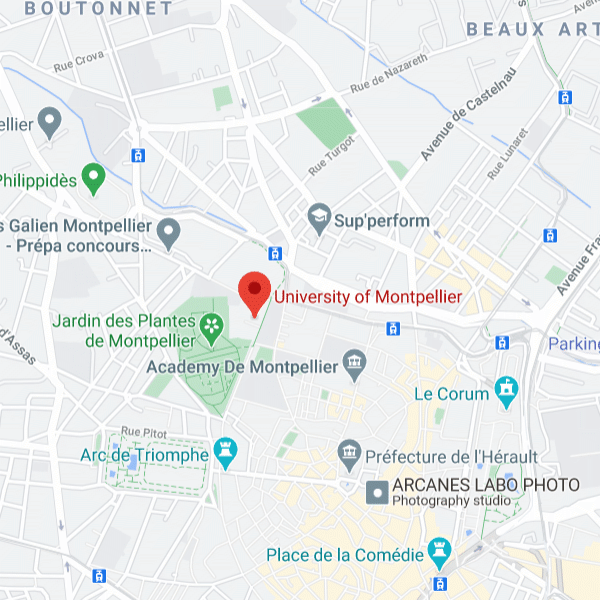 BOUTONNET
BEAUX ART
Rue Crova
Rue de Nazareth
Avenue de Castelnau
ellier
Rue Turgot
Rue Lunaret
Philippidès
s Galien Montpellier
- Prépa concours...
Sup'perform
Avenue Fra
University of Montpellier
Jardin des Plantes
de Montpellier
d'Assas
Parking
Academy De Montpellier
Le Corum
Rue Pitot
Arc de Triomphe
Préfecture de l'Hérault
ARCANES LABO PHOTO
Photography studio
Place de la Comédie